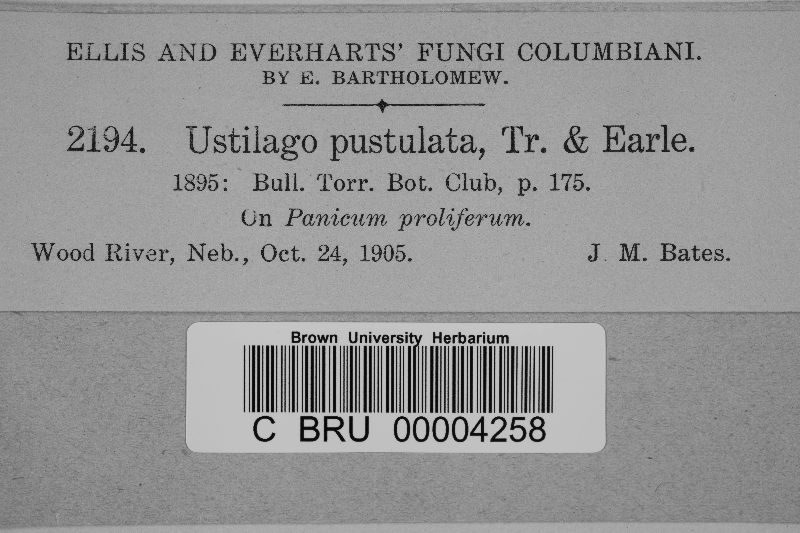 ELLIS AND EVERHARTS' FUNGI COLUMBIANI.
BY E. BARTHOLOMEW.
2194. Ustilago pustulata, Tr. & Earle.
1895: Bull. Torr. Bot. Club, p. 175.
On Panicum proliferum.
Wood River, Neb., Oct. 24, 1905. J. M. Bates.
Brown University Herbarium
C BRU 00004258